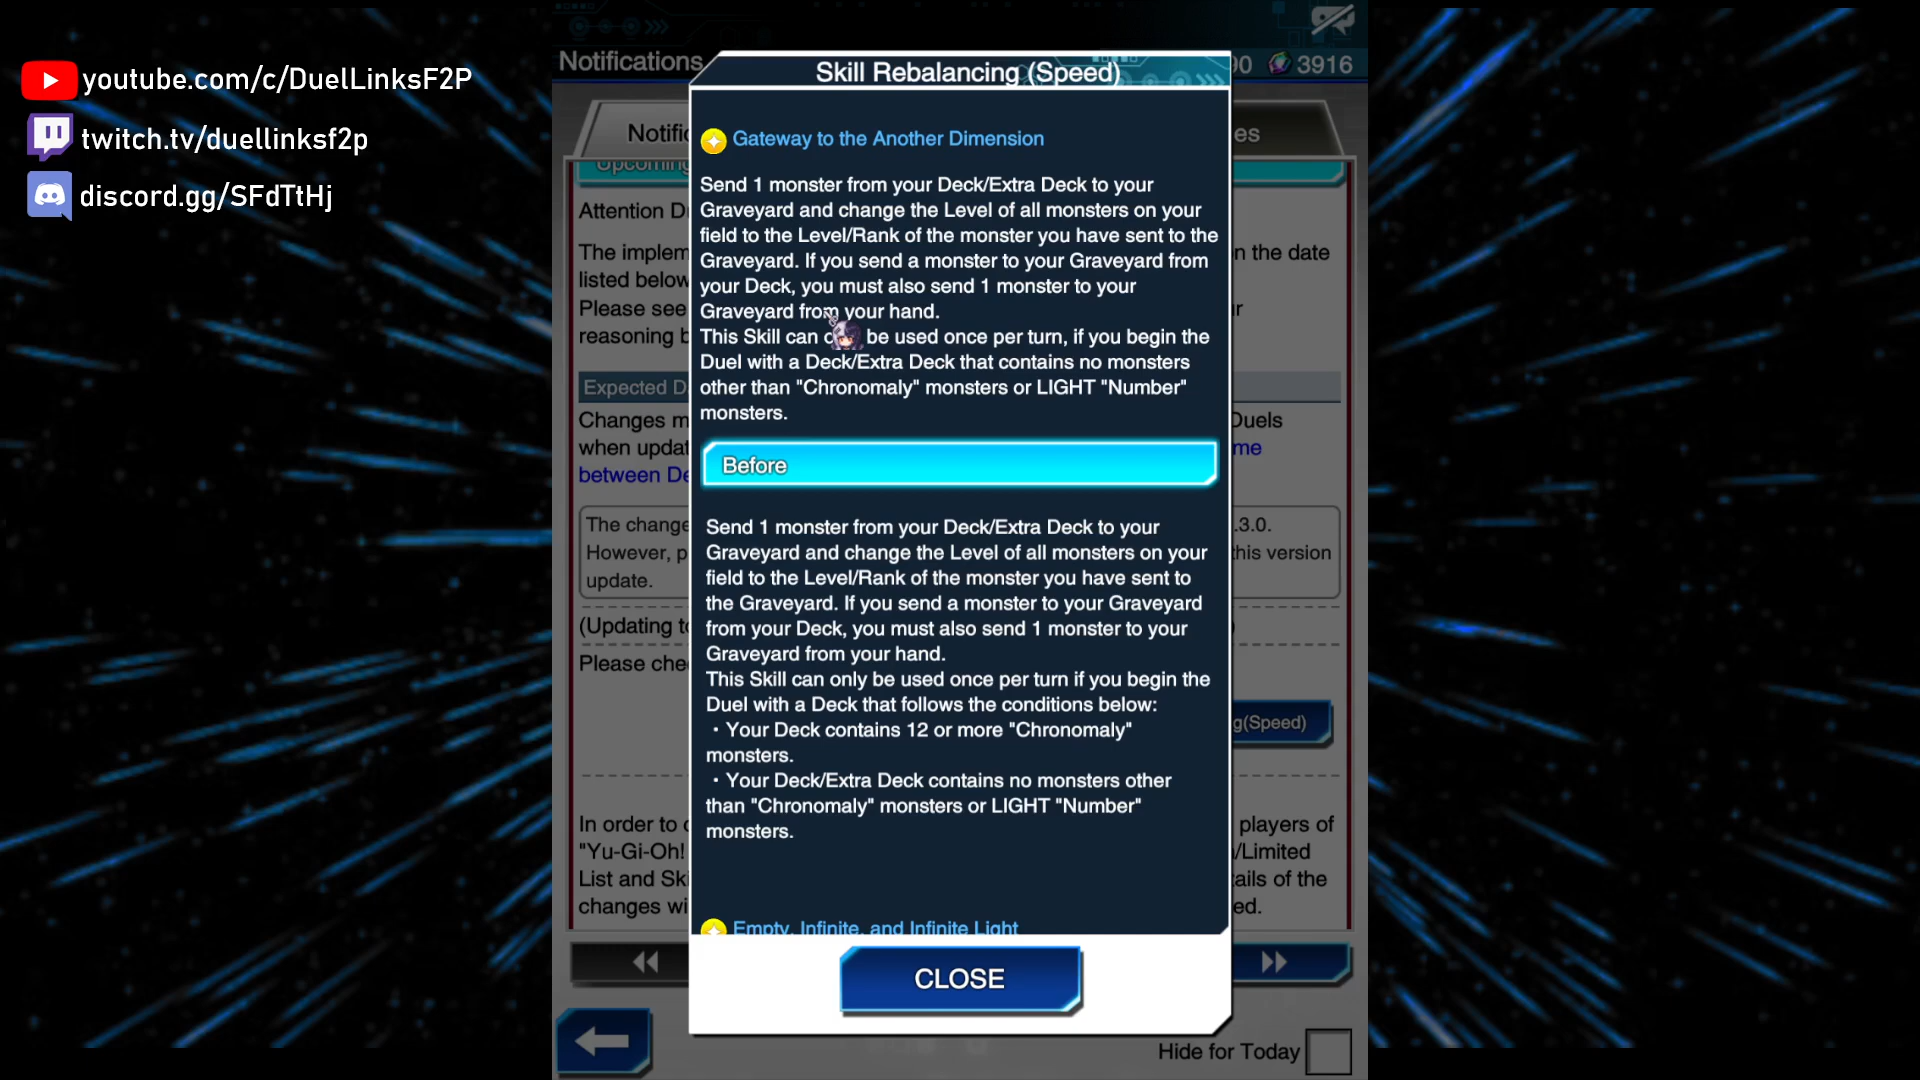 youtube.com/c/DuelLinksF2P
twitch.tv/duellinksf2p
discord.gg/SFdTtHj
Notifications
90
3916
Skill Rebalancing (Speed)
Notific
es
Upcoming
Gateway to the Another Dimension
Send 1 monster from your Deck/Extra Deck to your
Graveyard and change the Level of all monsters on your
field to the Level/Rank of the monster you have sent to the
Graveyard. If you send a monster to your Graveyard from
your Deck, you must also send 1 monster to your
Graveyard from your hand.
This Skill can be used once per turn, if you begin the
Duel with a Deck/Extra Deck that contains no monsters
other than "Chronomaly" monsters or LIGHT "Number"
monsters.
Before
Send 1 monster from your Deck/Extra Deck to your
Graveyard and change the Level of all monsters on your
field to the Level/Rank of the monster you have sent to
the Graveyard. If you send a monster to your Graveyard
from your Deck, you must also send 1 monster to your
Graveyard from your hand.
This Skill can only be used once per turn if you begin the
Duel with a Deck that follows the conditions below:
・Your Deck contains 12 or more "Chronomaly"
monsters.
・Your Deck/Extra Deck contains no monsters other
than "Chronomaly" monsters or LIGHT "Number"
monsters.
Empty, Infinite, and Infinite Light
CLOSE
Attention D
The implem
n the date
listed below
Please see
ur
reasoning b
Expected D
Changes m
Duels
when updat
me
between De
The change
.3.0.
However, p
this version
update.
(Updating to
)
Please chec
g(Speed)
In order to
players of
"Yu-Gi-Oh!
/Limited
List and Ski
ails of the
changes wi
ed.
Hide for Today